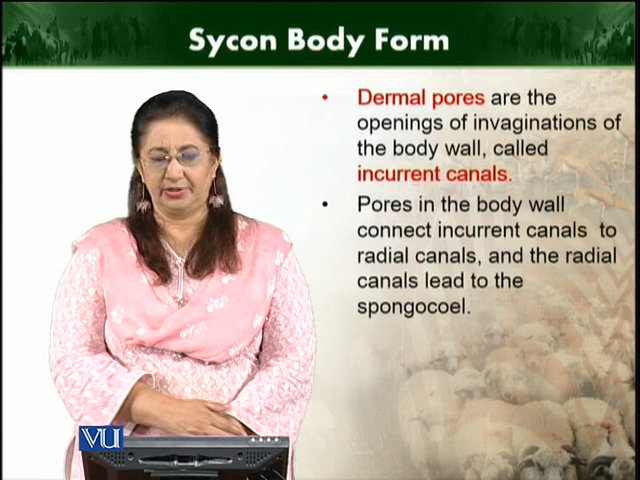 Sycon Body Form
• Dermal pores are the
openings of invaginations of
the body wall, called
incurrent canals.
• Pores in the body wall
connect incurrent canals to
radial canals, and the radial
canals lead to the
spongocoel.
VU